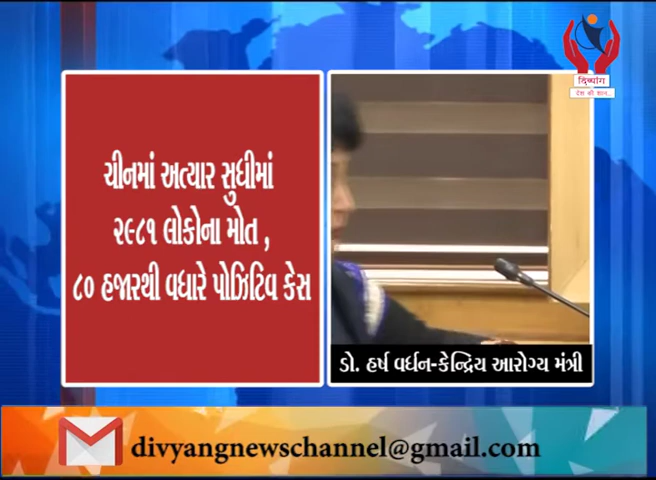 दिव्यांग
देश की शान..
ચીનમાં અત્યાર સુધીમાં
૨૯૮૧ લોકોના મોત ,
૮૦ હજારથી વધારે પોઝિટિવ કેસ
ડો. હર્ષ વર્ધન-કેન્દ્રિય આરોગ્ય મંત્રી
divyangnewschannel@gmail.com